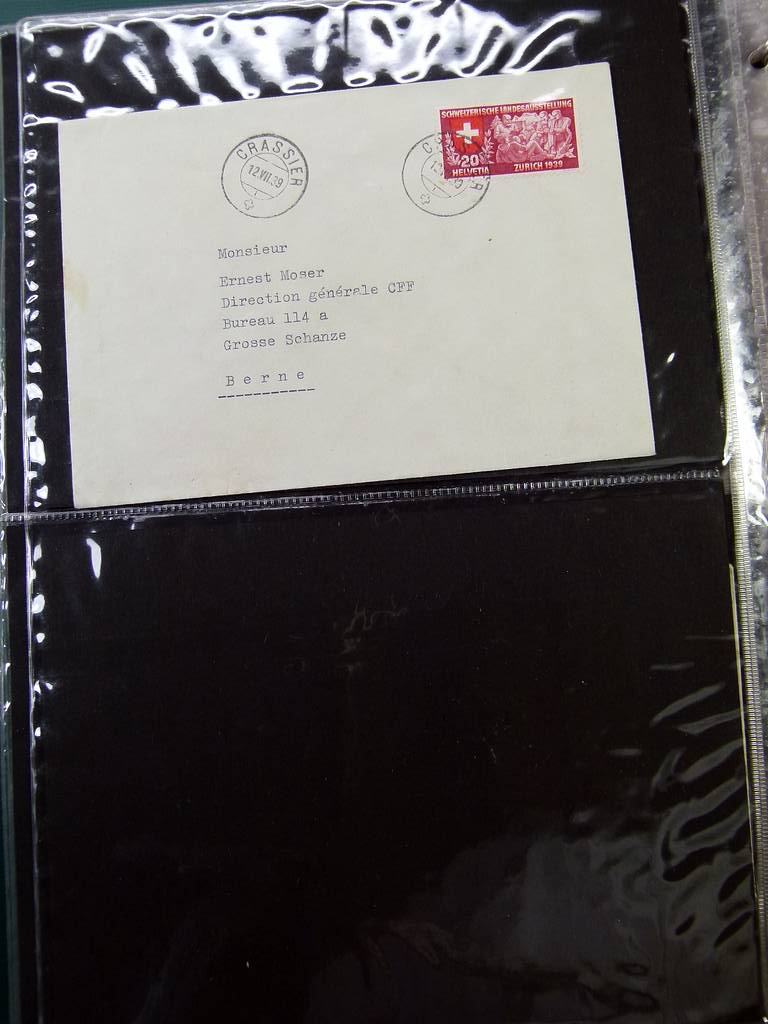 SCHWEIZERISCHE LANDESAUSSTELLUNG
20
HELVETIA
ZURICH 1939
CRASSIER
12.VII.39
Monsieur
Ernest Moser
Direction générale CFF
Bureau 114 a
Grosse Schanze
Berne